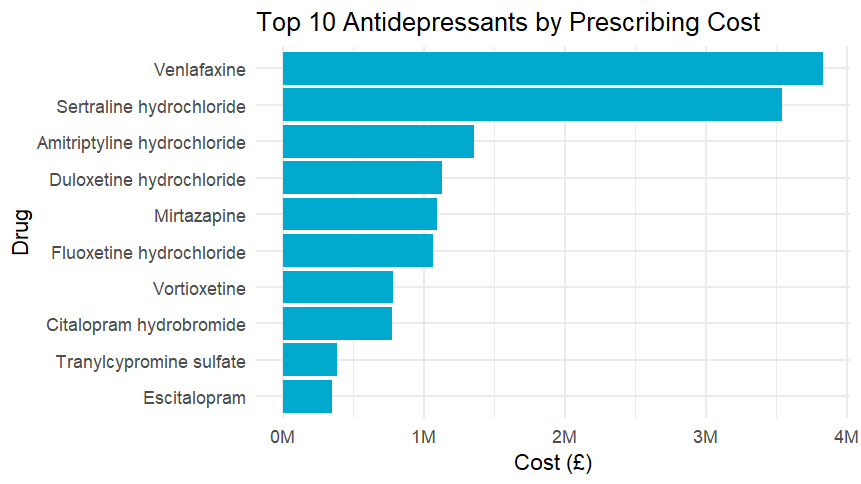 Top 10 Antidepressants by Prescribing Cost
Venlafaxine
Sertraline hydrochloride
Amitriptyline hydrochloride
Duloxetine hydrochloride
Mirtazapine
Fluoxetine hydrochloride
Vortioxetine
Citalopram hydrobromide
Tranylcypromine sulfate
Escitalopram
Drug
0M 1M 2M 3M 4M
Cost (£)